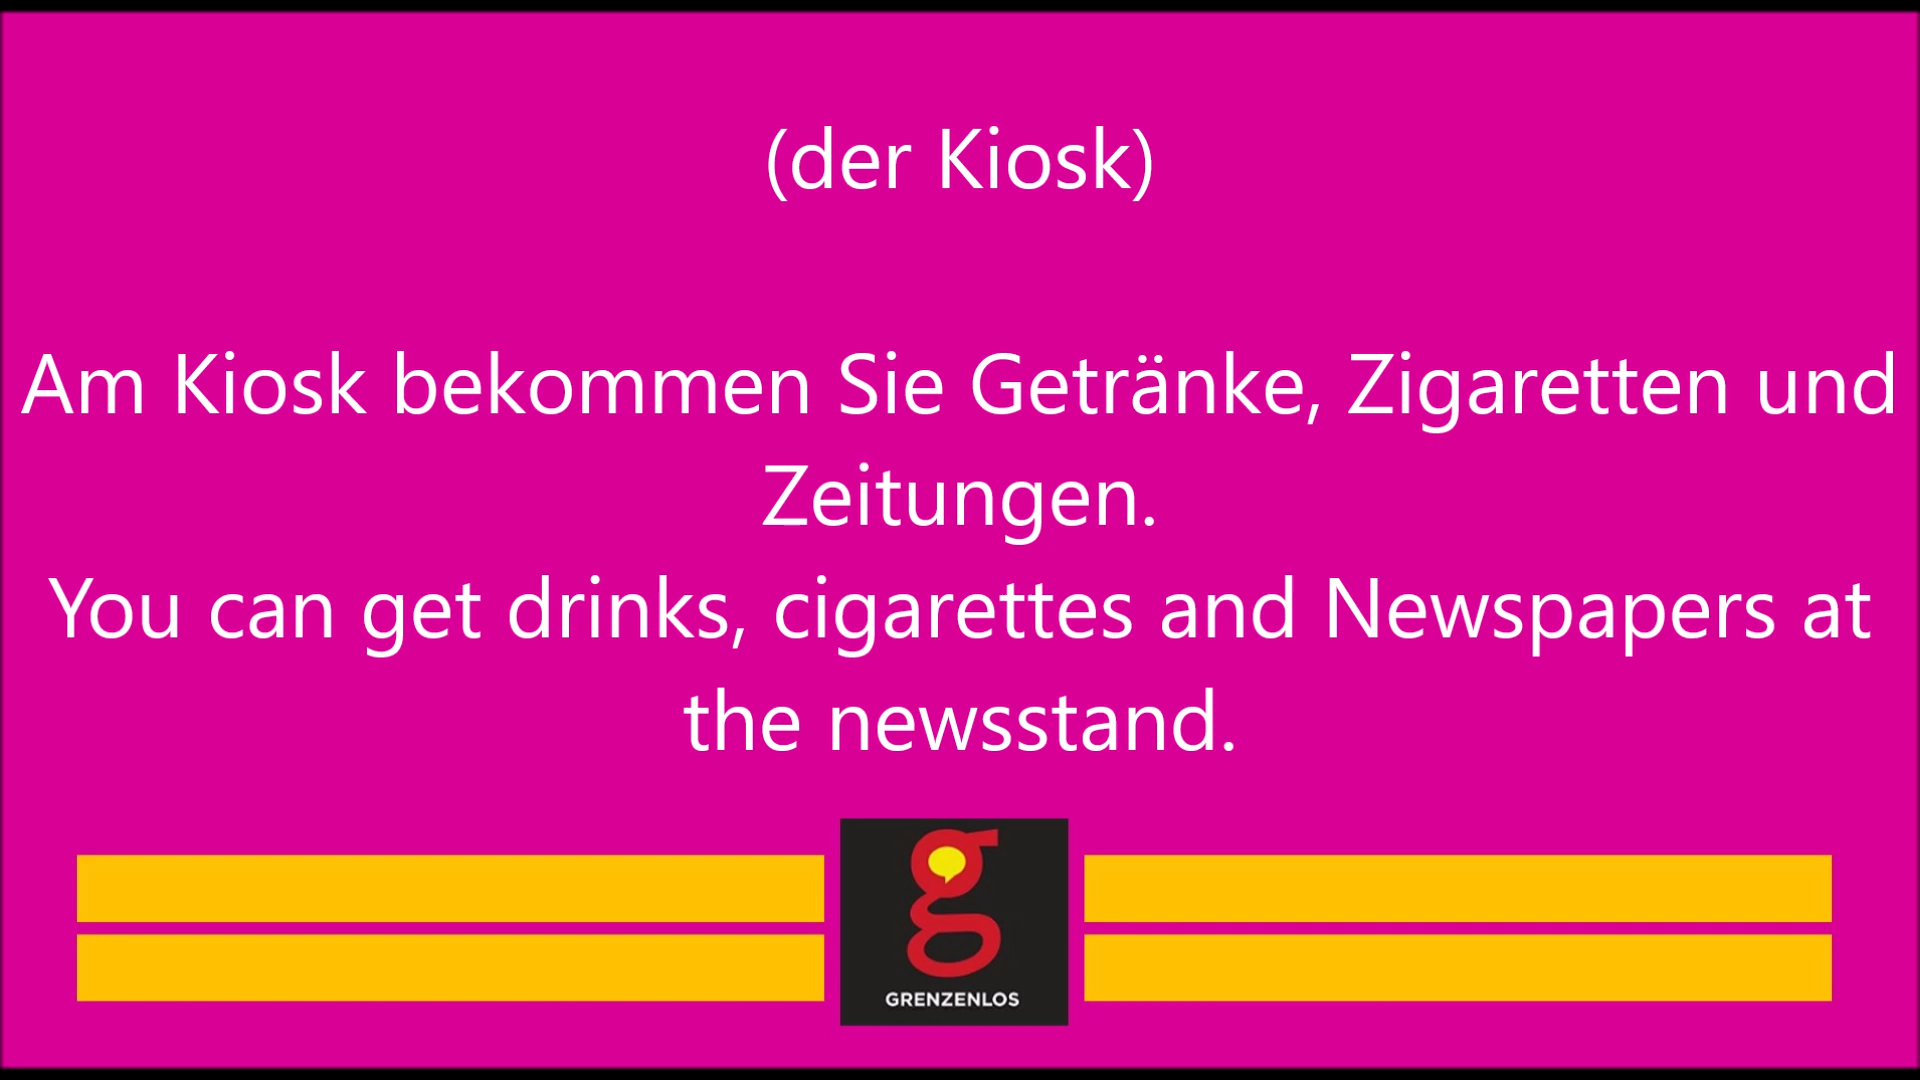 (der Kiosk)
Am Kiosk bekommen Sie Getränke, Zigaretten und
Zeitungen.
You can get drinks, cigarettes and Newspapers at
the newsstand.
g
GRENZENLOS